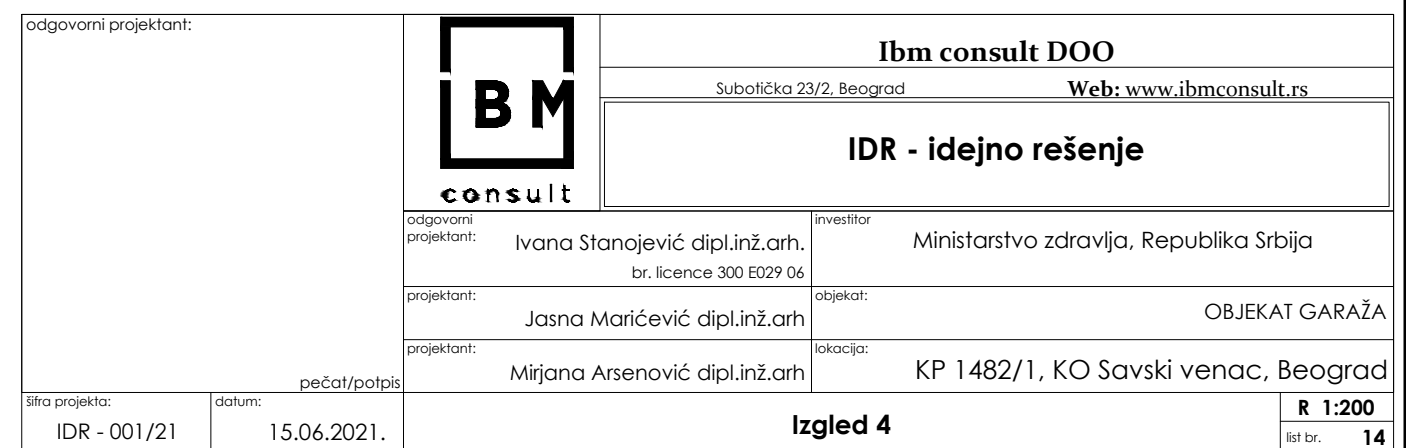 odgovorni projektant:
pečat/potpis
iBM
consult
Ibm consult DOO
Subotička 23/2, Beograd
Web: www.ibmconsult.rs
IDR - idejno rešenje
odgovorni
projektant:
Ivana Stanojević dipl.inž.arh.
br. licence 300 E029 06
investitor
Ministarstvo zdravlja, Republika Srbija
projektant:
Jasna Marićević dipl.inž.arh
objekat:
OBJEKAT GARAŽA
projektant:
Mirjana Arsenović dipl.inž.arh
lokacija:
KP 1482/1, KO Savski venac, Beograd
šifra projekta:
IDR - 001/21
datum:
15.06.2021.
Izgled 4
R 1:200
list br. 14